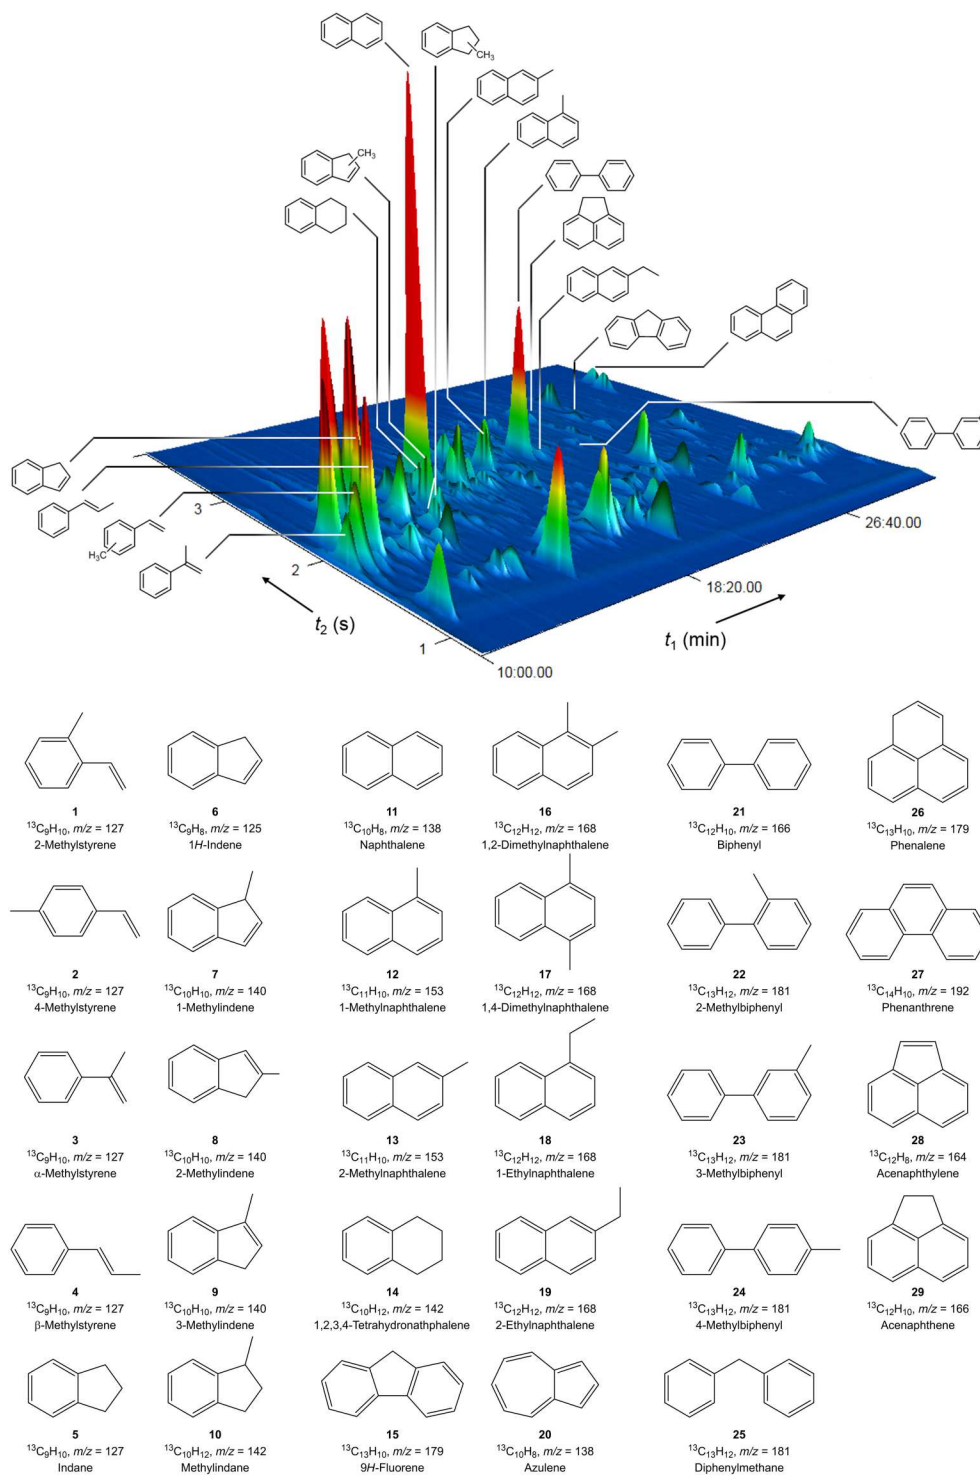 CH₃
CH₃
H₃C
3
2
1
t₂ (s)
t₁ (min)
10:00.00
18:20.00
26:40.00
1
¹³C₉H₁₀, m/z = 127
2-Methylstyrene
6
¹³C₉H₈, m/z = 125
1H-Indene
11
¹³C₁₀H₈, m/z = 138
Naphthalene
16
¹³C₁₂H₁₂, m/z = 168
1,2-Dimethylnaphthalene
21
¹³C₁₂H₁₀, m/z = 166
Biphenyl
26
¹³C₁₃H₁₀, m/z = 179
Phenalene
2
¹³C₉H₁₀, m/z = 127
4-Methylstyrene
7
¹³C₁₀H₁₀, m/z = 140
1-Methylindene
12
¹³C₁₁H₁₀, m/z = 153
1-Methylnaphthalene
17
¹³C₁₂H₁₂, m/z = 168
1,4-Dimethylnaphthalene
22
¹³C₁₃H₁₂, m/z = 181
2-Methylbiphenyl
27
¹³C₁₄H₁₀, m/z = 192
Phenanthrene
3
¹³C₉H₁₀, m/z = 127
α-Methylstyrene
8
¹³C₁₀H₁₀, m/z = 140
2-Methylindene
13
¹³C₁₁H₁₀, m/z = 153
2-Methylnaphthalene
18
¹³C₁₂H₁₂, m/z = 168
1-Ethylnaphthalene
23
¹³C₁₃H₁₂, m/z = 181
3-Methylbiphenyl
28
¹³C₁₂H₈, m/z = 164
Acenaphthylene
4
¹³C₉H₁₀, m/z = 127
β-Methylstyrene
9
¹³C₁₀H₁₀, m/z = 140
3-Methylindene
14
¹³C₁₀H₁₂, m/z = 142
1,2,3,4-Tetrahydronathphalene
19
¹³C₁₂H₁₂, m/z = 168
2-Ethylnaphthalene
24
¹³C₁₃H₁₂, m/z = 181
4-Methylbiphenyl
29
¹³C₁₂H₁₀, m/z = 166
Acenaphthene
5
¹³C₉H₁₀, m/z = 127
Indane
10
¹³C₁₀H₁₂, m/z = 142
Methylindane
15
¹³C₁₃H₁₀, m/z = 179
9H-Fluorene
20
¹³C₁₀H₈, m/z = 138
Azulene
25
¹³C₁₃H₁₂, m/z = 181
Diphenylmethane